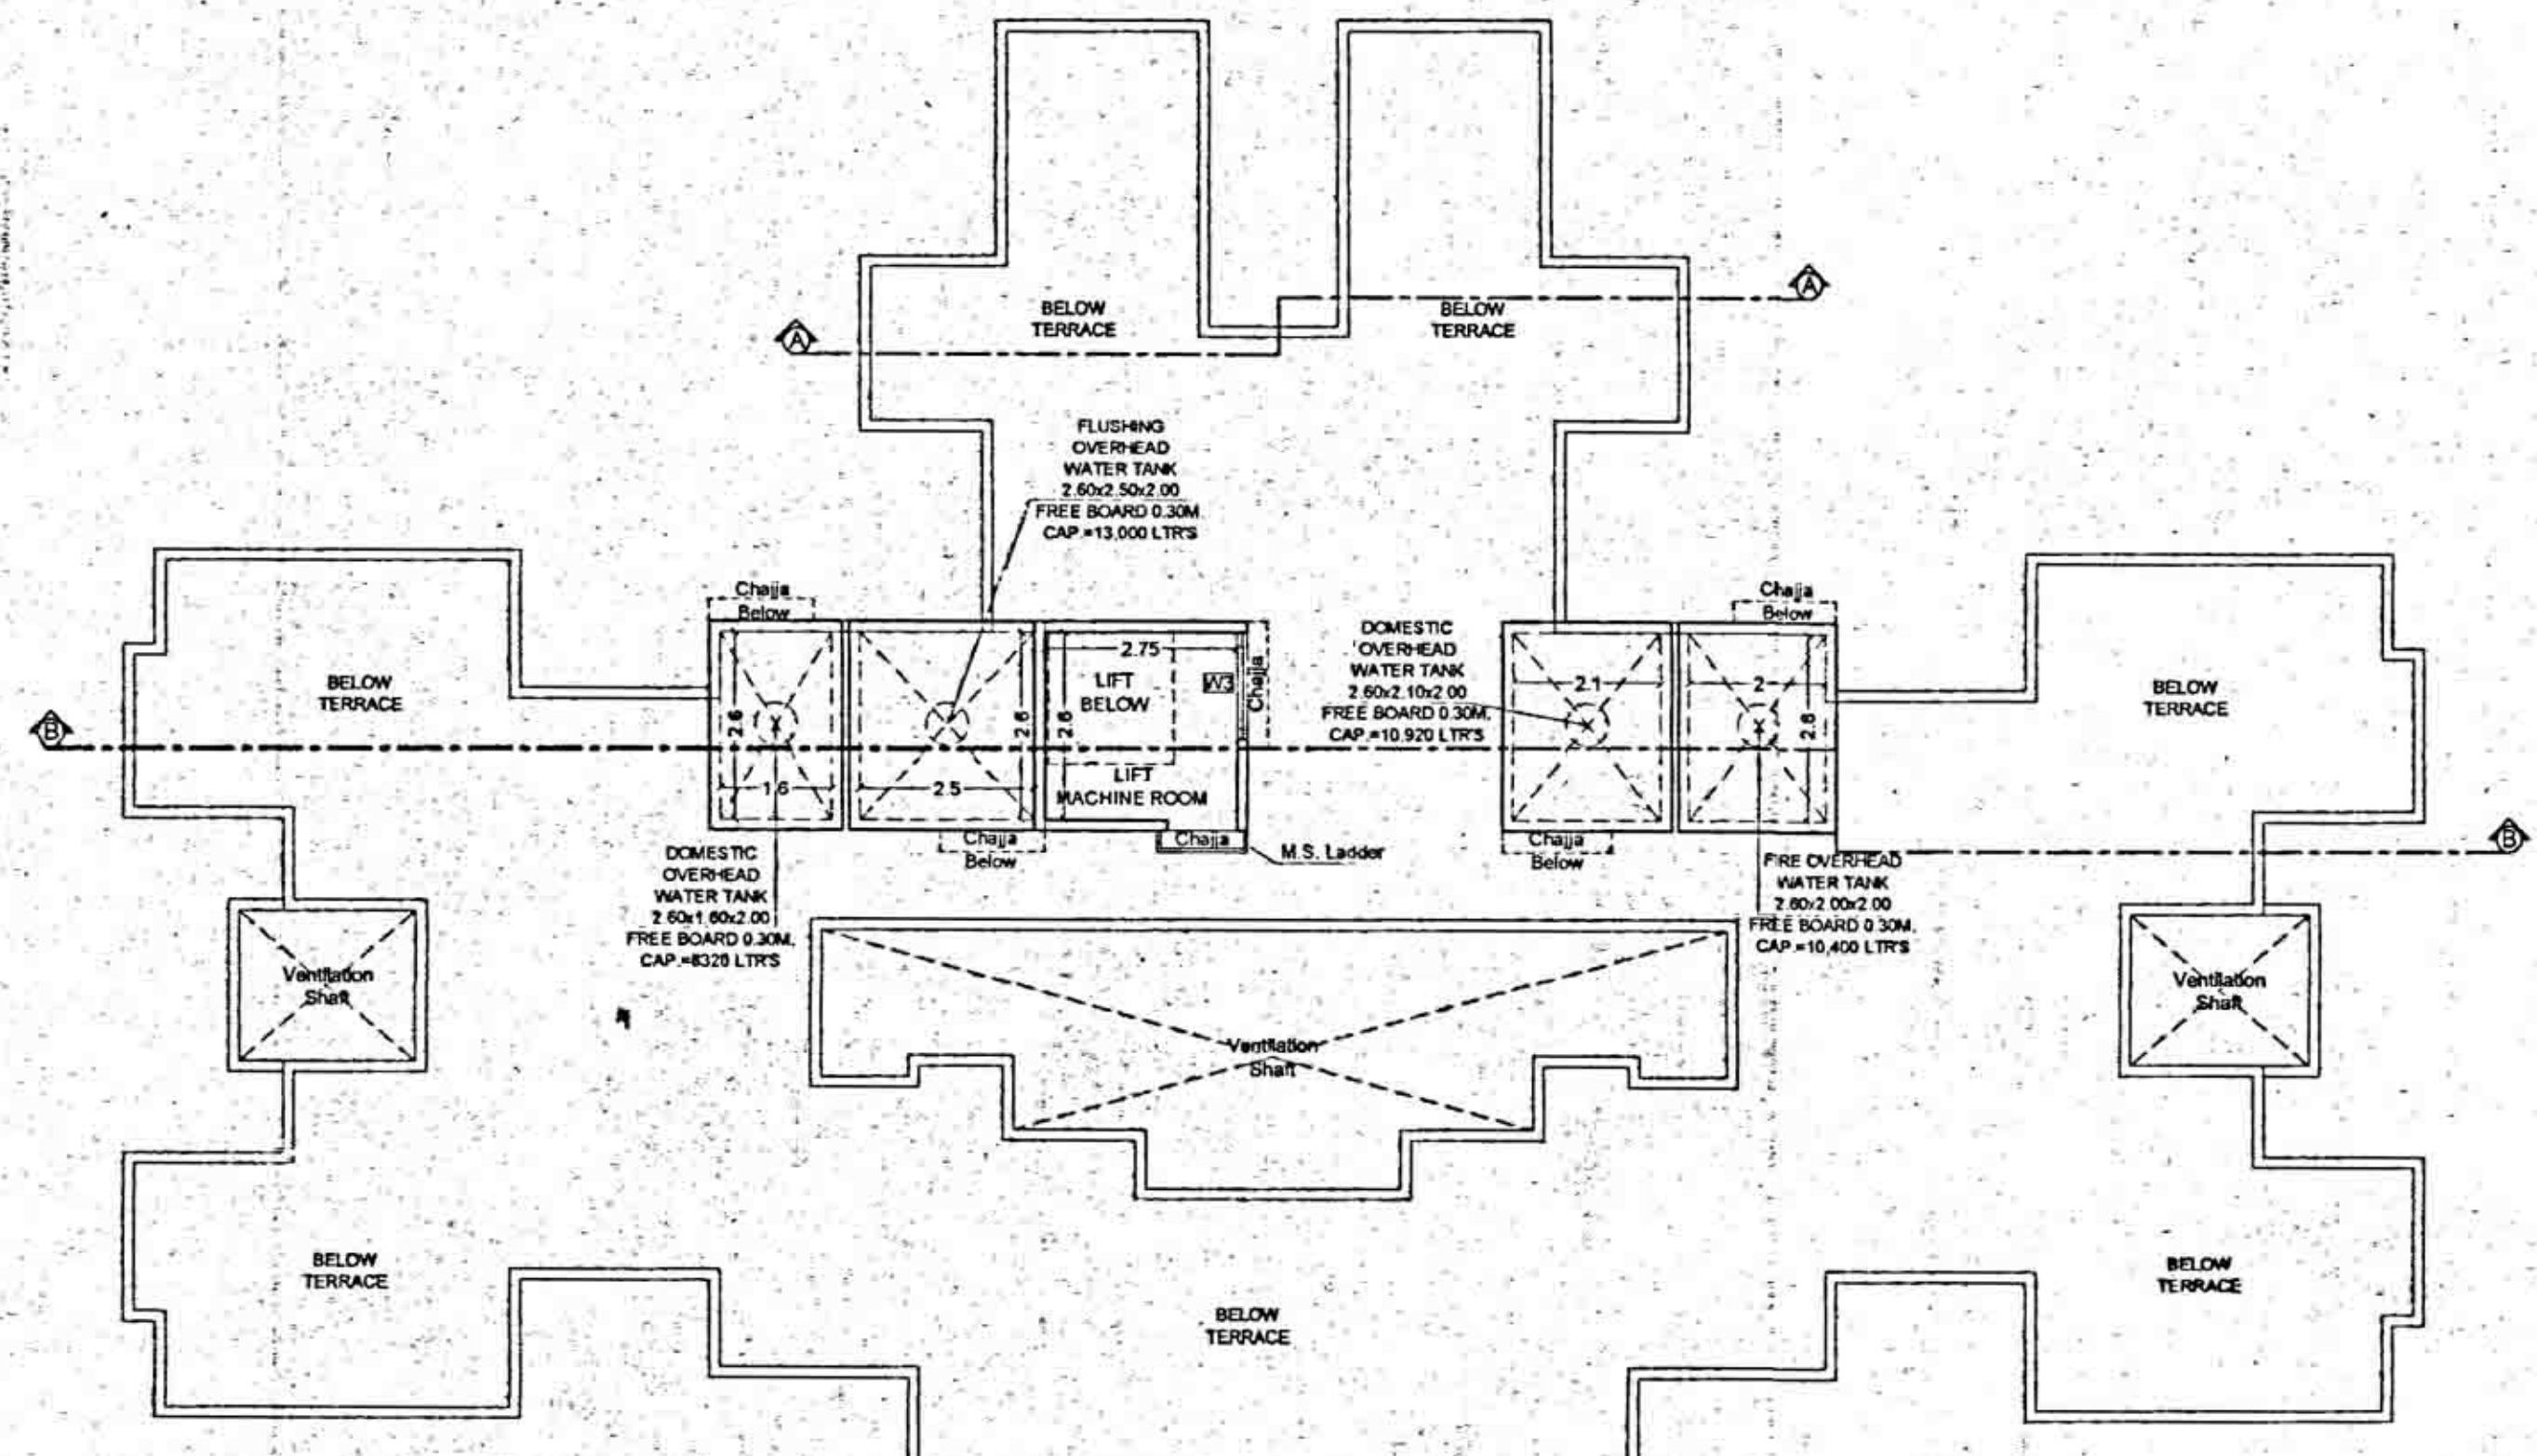 A
A
BELOW
TERRACE
BELOW
TERRACE
FLUSHING
OVERHEAD
WATER TANK
2.60x2.50x2.00
FREE BOARD 0.30M.
CAP.=13,000 LTR'S
Chajja
Below
Chajja
Below
BELOW
TERRACE
2.6
1.6
2.5
2.6
2.6
2.75
LIFT
BELOW
W3
Chajja
LIFT
MACHINE ROOM
DOMESTIC
OVERHEAD
WATER TANK
2.60x2.10x2.00
FREE BOARD 0.30M.
CAP.=10,920 LTR'S
2.1
2
2.6
BELOW
TERRACE
B
B
Chajja
Below
Chajja
M.S. Ladder
Chajja
Below
DOMESTIC
OVERHEAD
WATER TANK
2.60x1.60x2.00
FREE BOARD 0.30M.
CAP.=8320 LTR'S
FIRE OVERHEAD
WATER TANK
2.60x2.00x2.00
FREE BOARD 0.30M.
CAP.=10,400 LTR'S
Ventilation
Shaft
Ventilation
Shaft
Ventilation
Shaft
BELOW
TERRACE
BELOW
TERRACE
BELOW
TERRACE